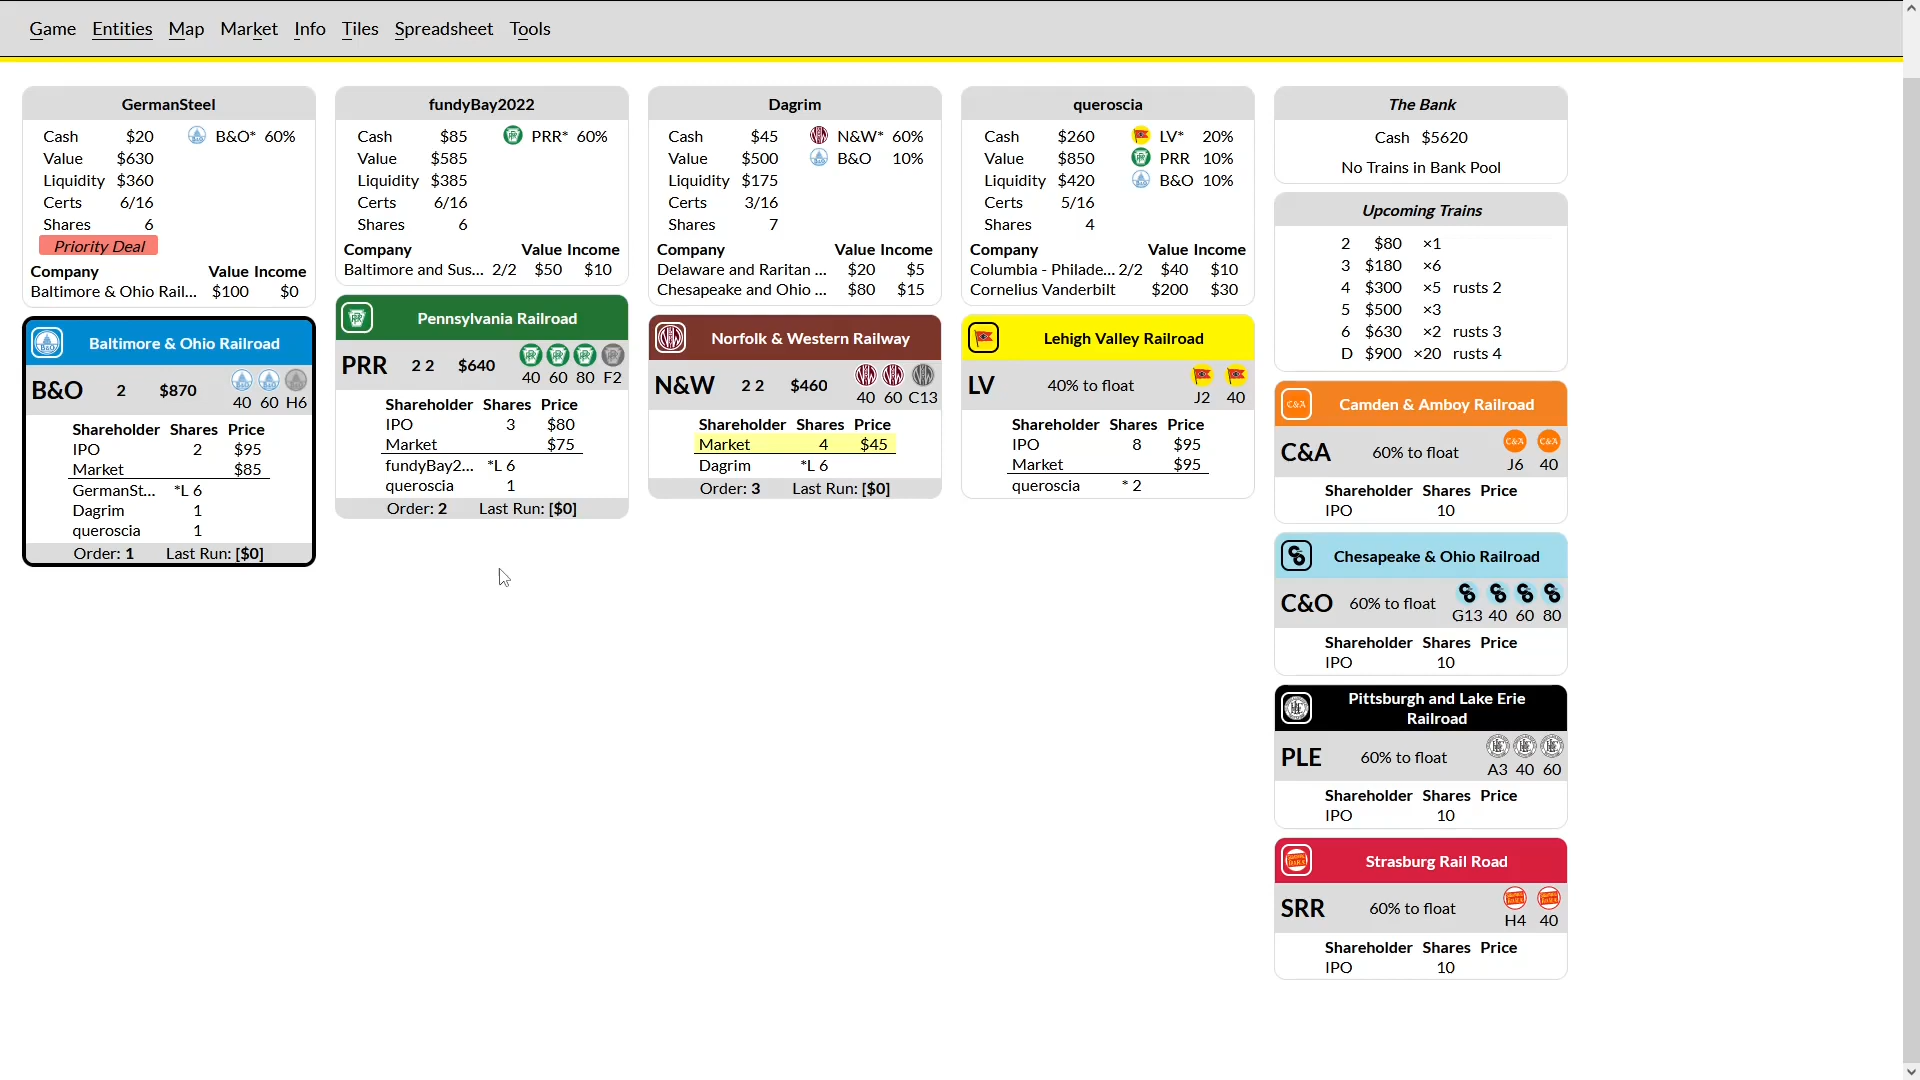 Game Entities Map Market Info Tiles Spreadsheet Tools
GermanSteel
Cash $20 B&O* 60%
Value $630
Liquidity $360
Certs 6/16
Shares 6
Priority Deal
Company Value Income
Baltimore & Ohio Rail... $100 $0
Baltimore & Ohio Railroad
B&O 2 $870 40 60 H6
Shareholder Shares Price
IPO 2 $95
Market $85
GermanSt... *L 6
Dagrim 1
queroscia 1
Order: 1 Last Run: [$0]
fundyBay2022
Cash $85 PRR* 60%
Value $585
Liquidity $385
Certs 6/16
Shares 6
Company Value Income
Baltimore and Sus... 2/2 $50 $10
Pennsylvania Railroad
PRR 2 2 $640 40 60 80 F2
Shareholder Shares Price
IPO 3 $80
Market $75
fundyBay2... *L 6
queroscia 1
Order: 2 Last Run: [$0]
Dagrim
Cash $45 N&W* 60%
Value $500 B&O 10%
Liquidity $175
Certs 3/16
Shares 7
Company Value Income
Delaware and Raritan ... $20 $5
Chesapeake and Ohio ... $80 $15
Norfolk & Western Railway
N&W 2 2 $460 40 60 C13
Shareholder Shares Price
Market 4 $45
Dagrim *L 6
Order: 3 Last Run: [$0]
queroscia
Cash $260 LV* 20%
Value $850 PRR 10%
Liquidity $420 B&O 10%
Certs 5/16
Shares 4
Company Value Income
Columbia - Philade... 2/2 $40 $10
Cornelius Vanderbilt $200 $30
Lehigh Valley Railroad
LV 40% to float J2 40
Shareholder Shares Price
IPO 8 $95
Market $95
queroscia * 2
The Bank
Cash $5620
No Trains in Bank Pool
Upcoming Trains
2 $80 ×1
3 $180 ×6
4 $300 ×5 rusts 2
5 $500 ×3
6 $630 ×2 rusts 3
D $900 ×20 rusts 4
Camden & Amboy Railroad
C&A 60% to float J6 40
Shareholder Shares Price
IPO 10
Chesapeake & Ohio Railroad
C&O 60% to float G13 40 60 80
Shareholder Shares Price
IPO 10
Pittsburgh and Lake Erie
Railroad
PLE 60% to float A3 40 60
Shareholder Shares Price
IPO 10
Strasburg Rail Road
SRR 60% to float H4 40
Shareholder Shares Price
IPO 10